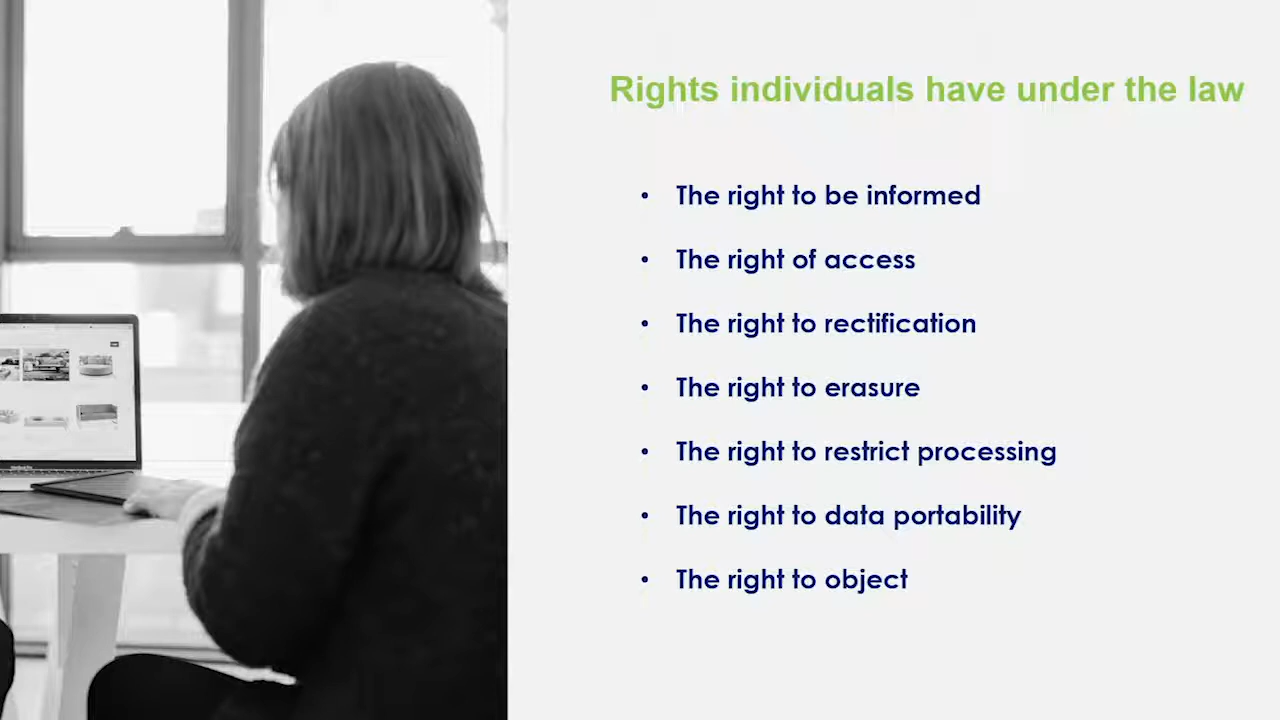 Rights individuals have under the law
• The right to be informed
• The right of access
• The right to rectification
• The right to erasure
• The right to restrict processing
• The right to data portability
• The right to object